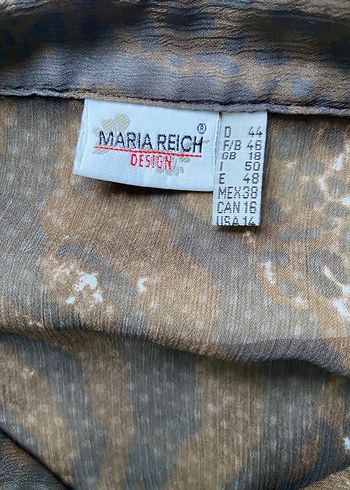 MARIA REICH ®
DESIGN
D 44
F/B 46
GB 18
I 50
E 48
MEX 38
CAN 16
USA 14